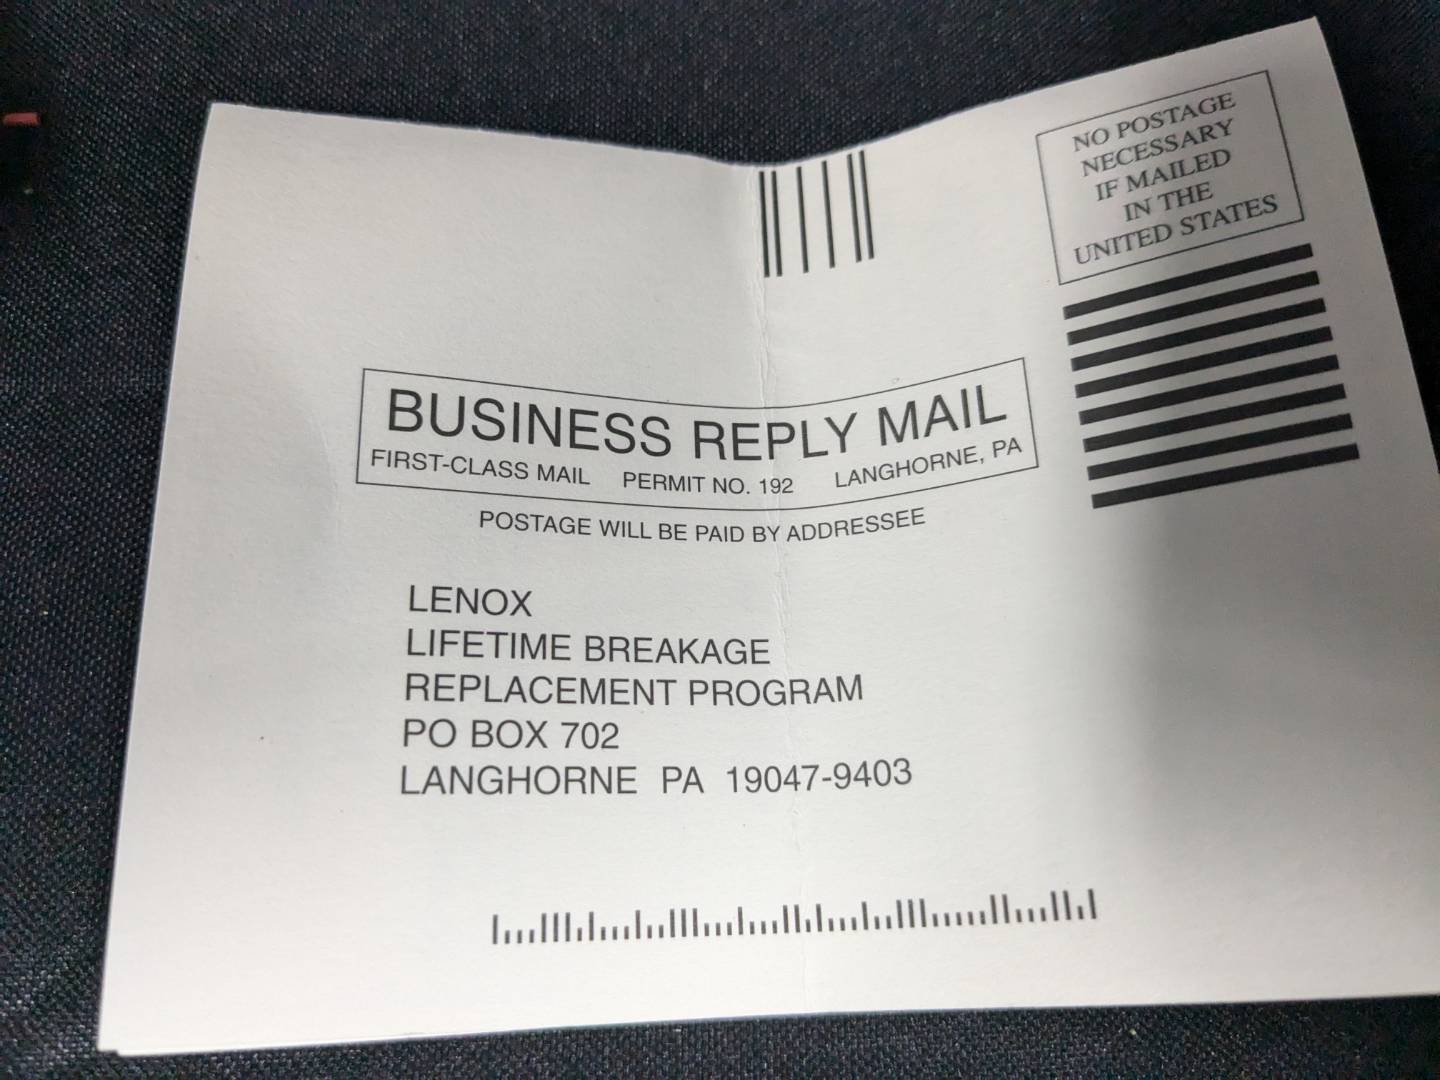 NO POSTAGE
NECESSARY
IF MAILED
IN THE
UNITED STATES
BUSINESS REPLY MAIL
FIRST-CLASS MAIL PERMIT NO. 192 LANGHORNE, PA
POSTAGE WILL BE PAID BY ADDRESSEE
LENOX
LIFETIME BREAKAGE
REPLACEMENT PROGRAM
PO BOX 702
LANGHORNE PA 19047-9403